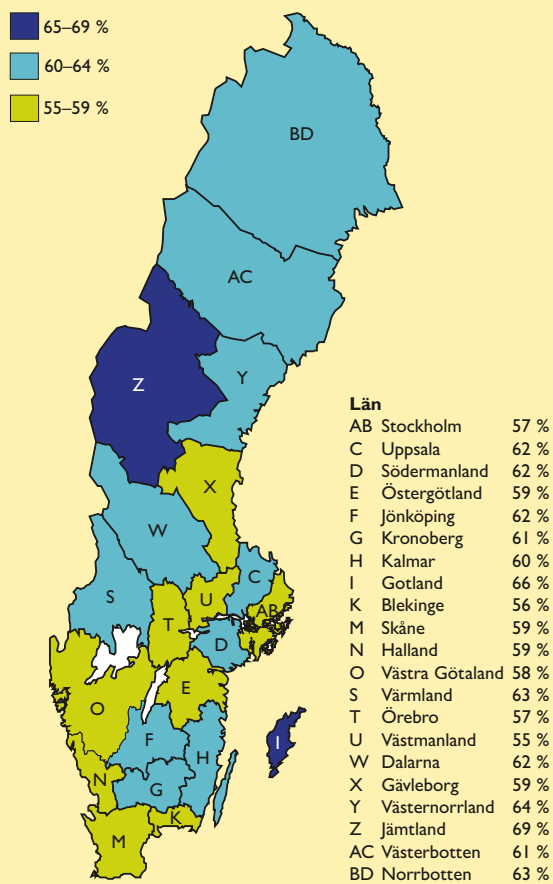 65–69 %
60–64 %
55–59 %
BD
AC
Z
Y
X
W
C
S
U
AB
T
D
O
E
F
H
I
N
G
K
M
Län
AB Stockholm 57 %
C Uppsala 62 %
D Södermanland 62 %
E Östergötland 59 %
F Jönköping 62 %
G Kronoberg 61 %
H Kalmar 60 %
I Gotland 66 %
K Blekinge 56 %
M Skåne 59 %
N Halland 59 %
O Västra Götaland 58 %
S Värmland 63 %
T Örebro 57 %
U Västmanland 55 %
W Dalarna 62 %
X Gävleborg 59 %
Y Västernorrland 64 %
Z Jämtland 69 %
AC Västerbotten 61 %
BD Norrbotten 63 %